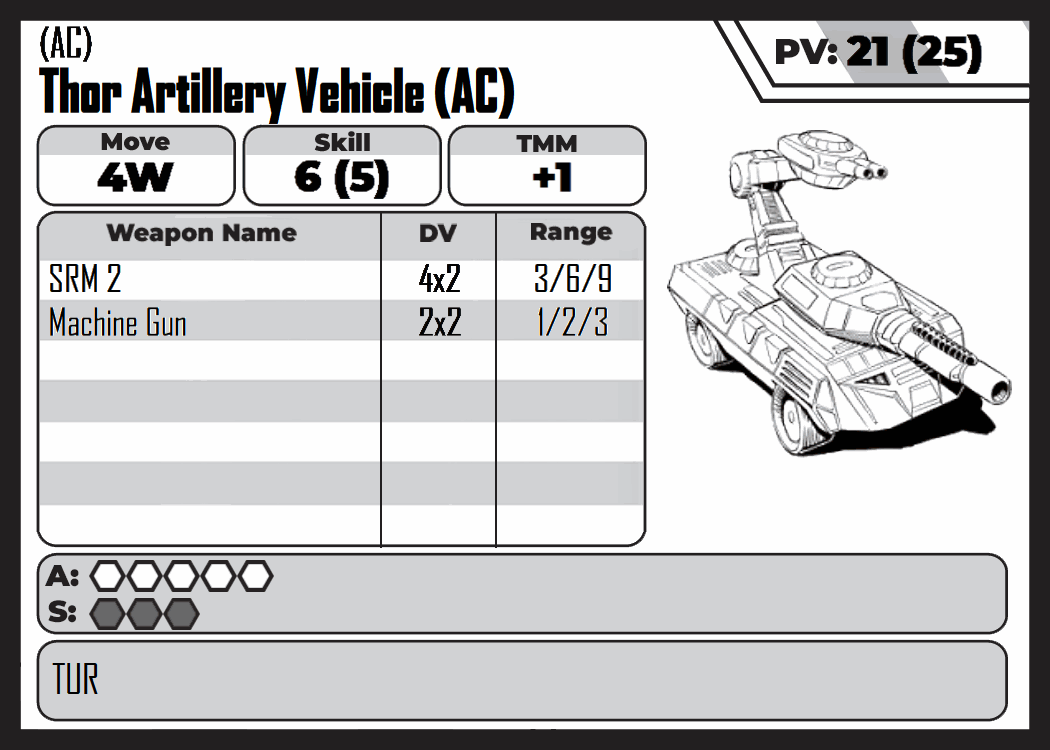 (AC)
Thor Artillery Vehicle (AC)
PV: 21 (25)
Move
4W
Skill
6 (5)
TMM
+1
Weapon Name DV Range
SRM 2 4x2 3/6/9
Machine Gun 2x2 1/2/3
A:
S:
TUR